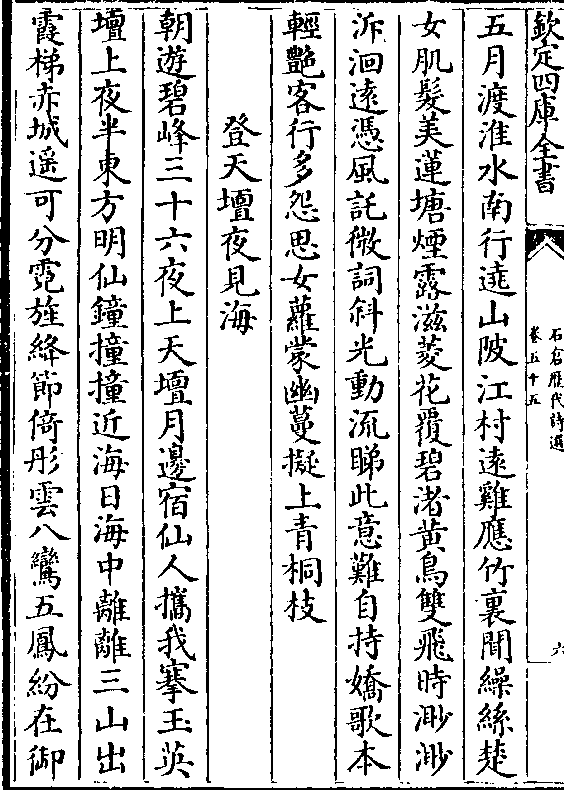 欽定四庫全書
石倉歴代詩選
卷五十五
六
五月渡淮水南行遶山陂江村逺雞應竹裏聞繰絲楚
女肌髮美蓮塘煙露滋菱花覆碧渚黄鳥雙飛時渺渺
泝洄逺憑風託微詞斜光動流睇此意難自持嬌歌本
輕艷客行多怨思女蘿蒙幽蔓擬上青桐枝
登天壇夜見海
朝遊碧峰三十六夜上天壇月邊宿仙人攜我搴玉英
壇上夜半東方明仙鐘撞撞近海日海中離離三山出
霞梯赤城遥可分霓旌絳節倚彤雲八鸞五鳳紛在御